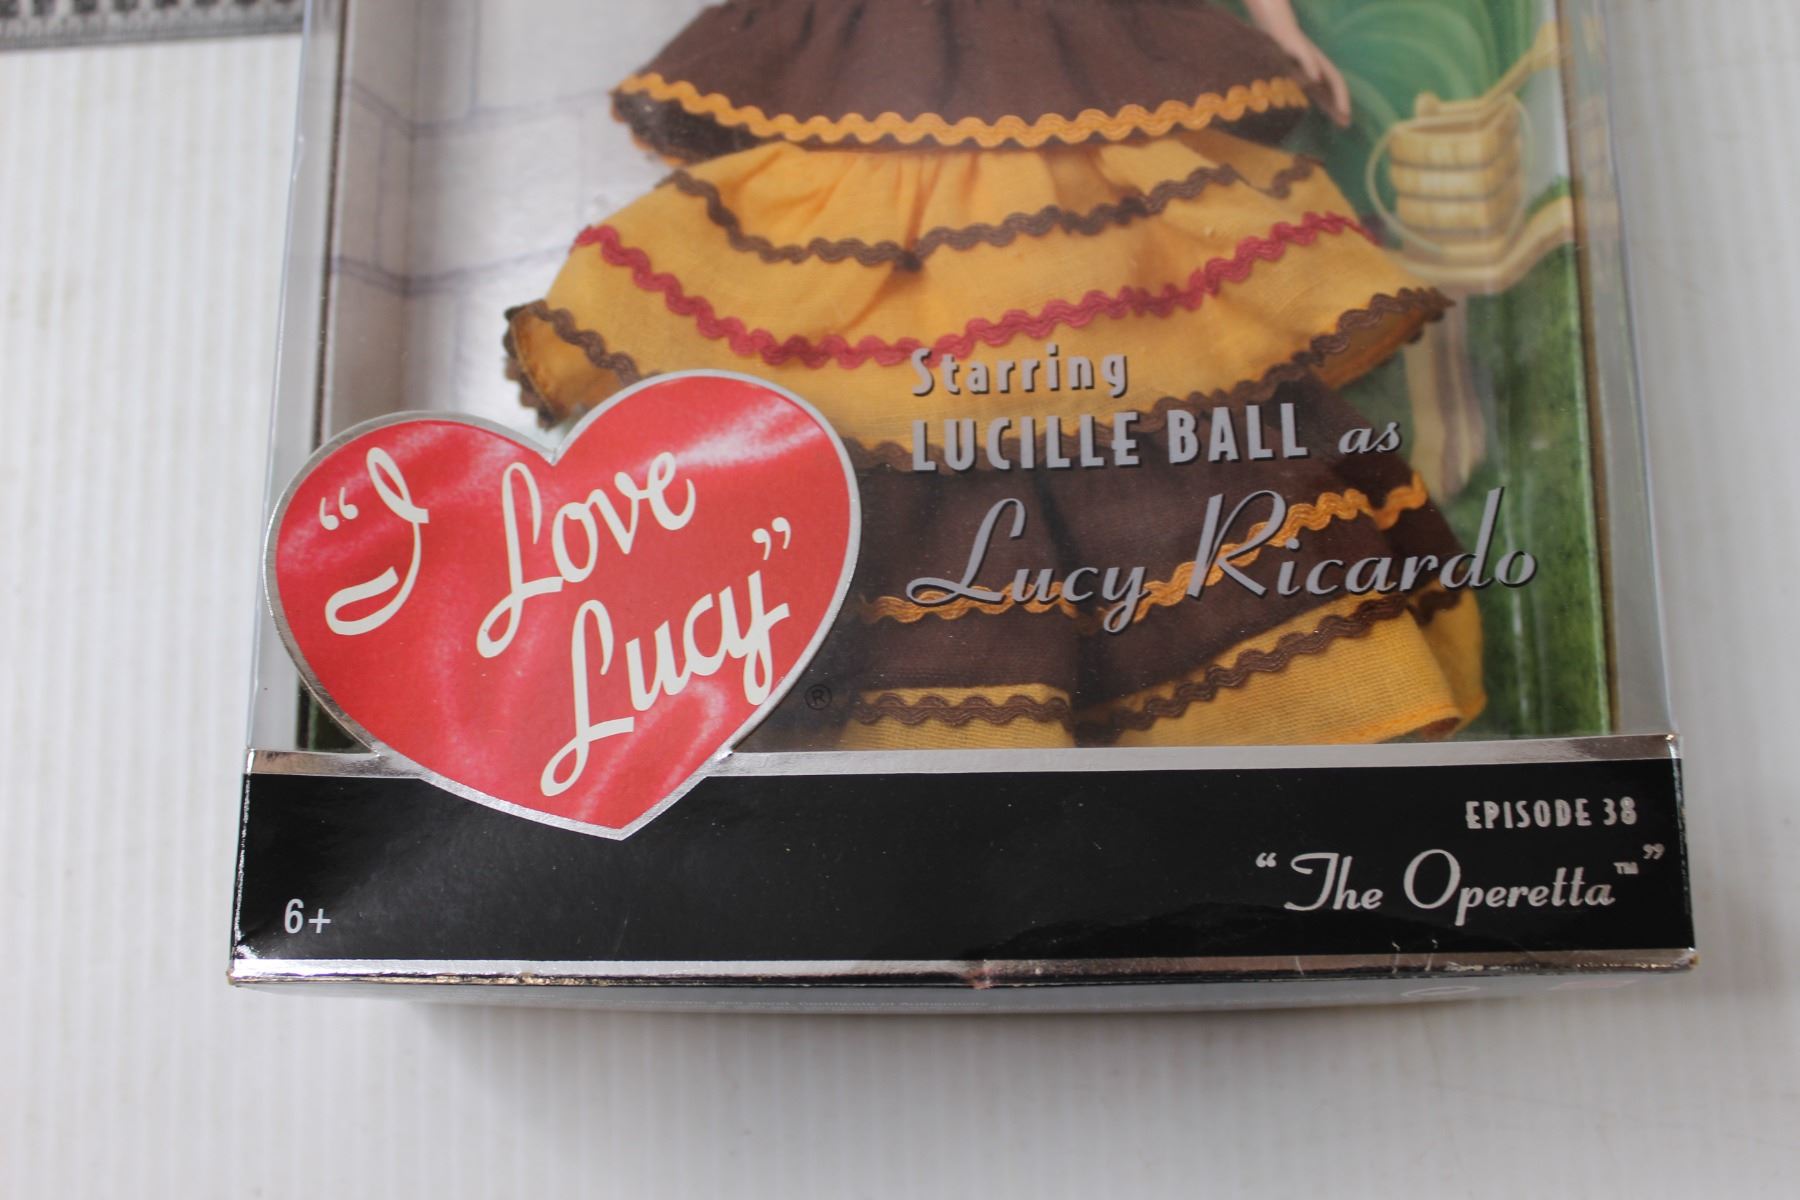 Starring
LUCILLE BALL as
Lucy Ricardo
"I Love
Lucy"
®
EPISODE 38
"The Operetta™"
6+